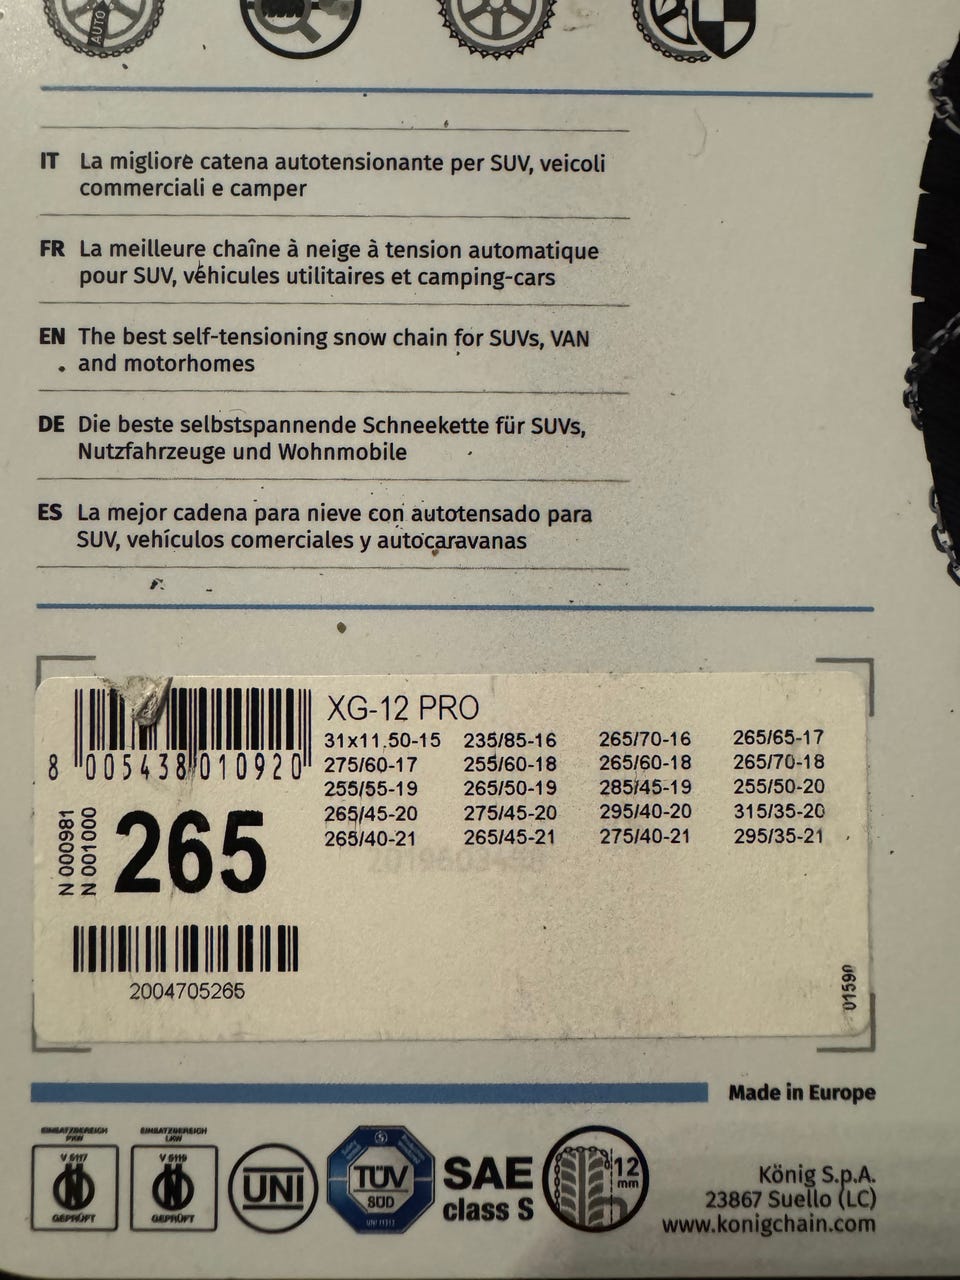 AUTO
IT La migliore catena autotensionante per SUV, veicoli
commerciali e camper
FR La meilleure chaîne à neige à tension automatique
pour SUV, véhicules utilitaires et camping-cars
EN The best self-tensioning snow chain for SUVs, VAN
and motorhomes
DE Die beste selbstspannende Schneekette für SUVs,
Nutzfahrzeuge und Wohnmobile
ES La mejor cadena para nieve con autotensado para
SUV, vehículos comerciales y autocaravanas
8 005438 010920
N 000981
N 001000
265
2004705265
XG-12 PRO
31x11.50-15 235/85-16 265/70-16 265/65-17
275/60-17 255/60-18 265/60-18 265/70-18
255/55-19 265/50-19 285/45-19 255/50-20
265/45-20 275/45-20 295/40-20 315/35-20
265/40-21 265/45-21 275/40-21 295/35-21
01590
Made in Europe
EINSATZBEREICH
PKW
V 5117
GEPRÜFT
EINSATZBEREICH
LKW
V 5119
GEPRÜFT
UNI
TÜV
SÜD
SAE
class S
12
mm
König S.p.A.
23867 Suello (LC)
www.konigchain.com